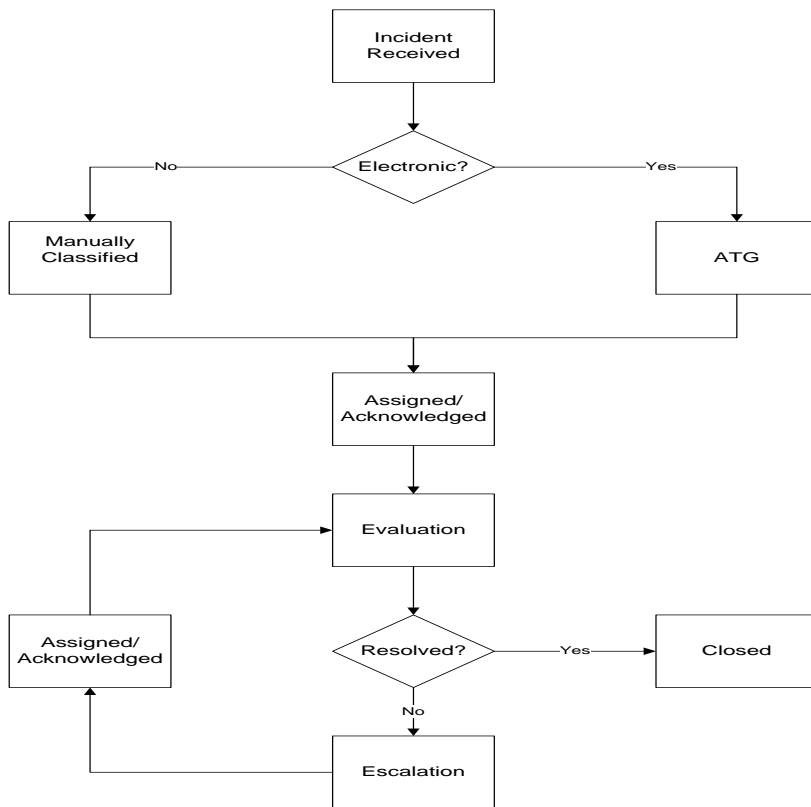 Incident
Received
Electronic?
No
Yes
Manually
Classified
ATG
Assigned/
Acknowledged
Evaluation
Assigned/
Acknowledged
Resolved?
Yes
Closed
No
Escalation